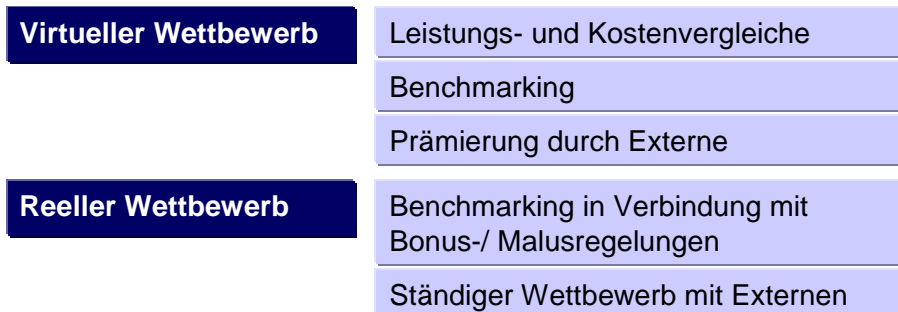 Virtueller Wettbewerb
Leistungs- und Kostenvergleiche
Benchmarking
Prämierung durch Externe
Reeller Wettbewerb
Benchmarking in Verbindung mit
Bonus-/ Malusregelungen
Ständiger Wettbewerb mit Externen